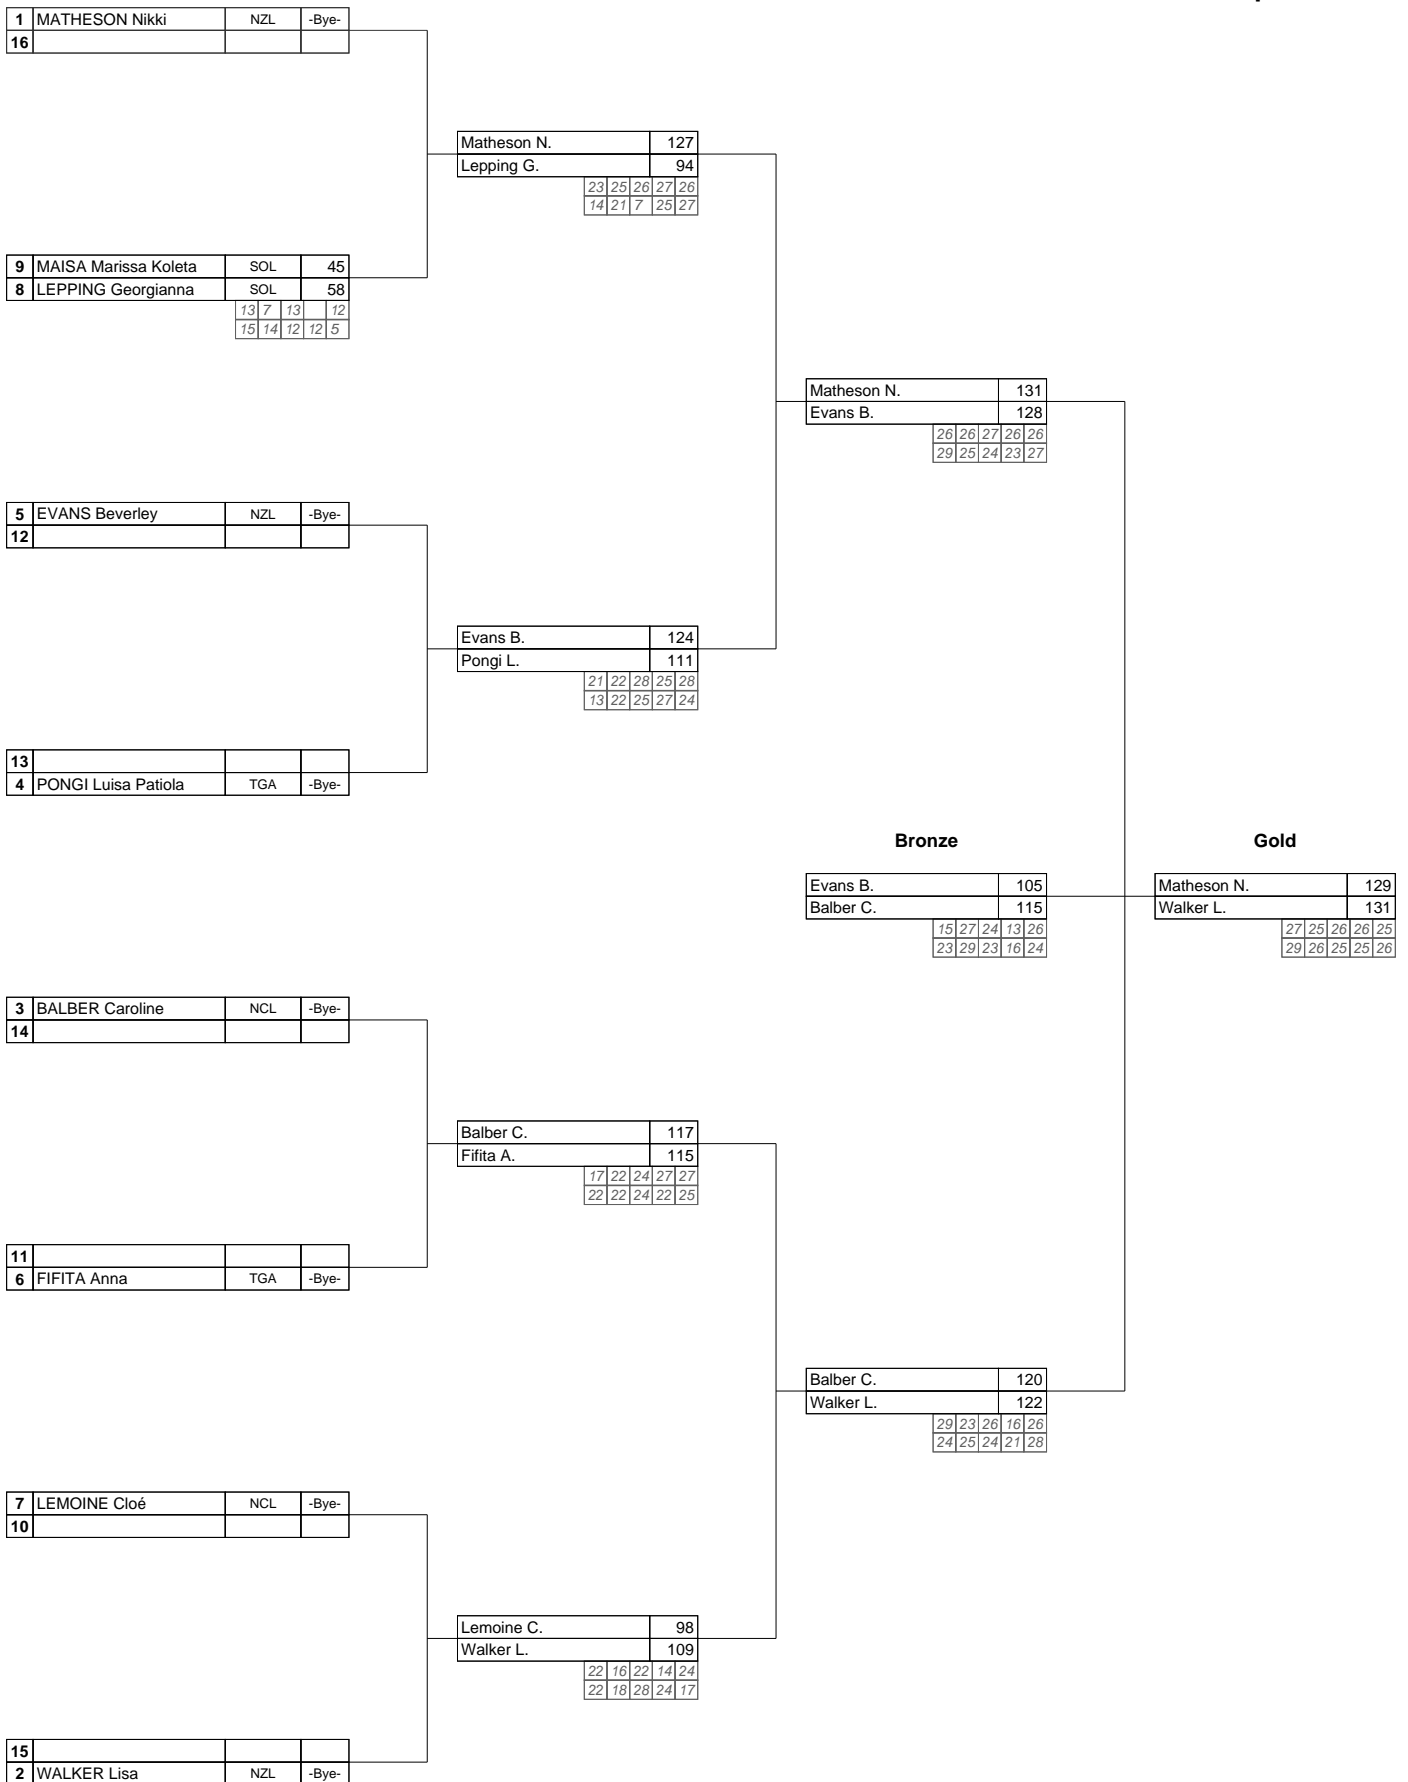 1 MATHESON Nikki NZL -Bye-
16
Matheson N. 127
Lepping G. 94
23 25 26 27 26
14 21 7 25 27
9 MAISA Marissa Koleta SOL 45
8 LEPPING Georgianna SOL 58
13 7 13 12
15 14 12 12 5
Matheson N. 131
Evans B. 128
26 26 27 26 26
29 25 24 23 27
5 EVANS Beverley NZL -Bye-
12
Evans B. 124
Pongi L. 111
21 22 28 25 28
13 22 25 27 24
13
4 PONGI Luisa Patiola TGA -Bye-
Bronze Gold
Evans B. 105 Matheson N. 129
Balber C. 115 Walker L. 131
15 27 24 13 26 27 25 26 26 25
23 29 23 16 24 29 26 25 25 26
3 BALBER Caroline NCL -Bye-
14
Balber C. 117
Fifita A. 115
17 22 24 27 27
22 22 24 22 25
11
6 FIFITA Anna TGA -Bye-
Balber C. 120
Walker L. 122
29 23 26 16 26
24 25 24 21 28
7 LEMOINE Cloé NCL -Bye-
10
Lemoine C. 98
Walker L. 109
22 16 22 14 24
22 18 28 24 17
15
2 WALKER Lisa NZL -Bye-